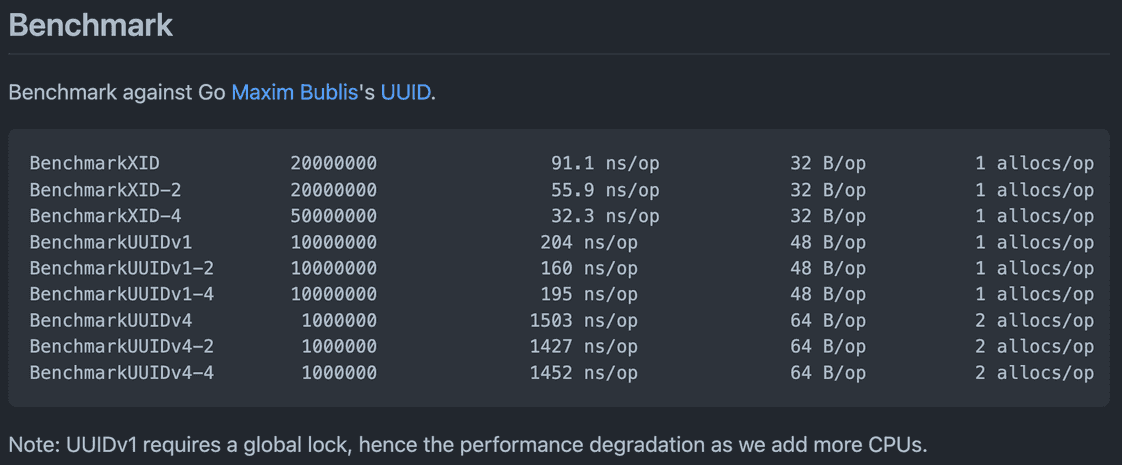 Benchmark
Benchmark against Go Maxim Bublis's UUID.
BenchmarkXID 20000000 91.1 ns/op 32 B/op 1 allocs/op
BenchmarkXID-2 20000000 55.9 ns/op 32 B/op 1 allocs/op
BenchmarkXID-4 50000000 32.3 ns/op 32 B/op 1 allocs/op
BenchmarkUUIDv1 10000000 204 ns/op 48 B/op 1 allocs/op
BenchmarkUUIDv1-2 10000000 160 ns/op 48 B/op 1 allocs/op
BenchmarkUUIDv1-4 10000000 195 ns/op 48 B/op 1 allocs/op
BenchmarkUUIDv4 1000000 1503 ns/op 64 B/op 2 allocs/op
BenchmarkUUIDv4-2 1000000 1427 ns/op 64 B/op 2 allocs/op
BenchmarkUUIDv4-4 1000000 1452 ns/op 64 B/op 2 allocs/op
Note: UUIDv1 requires a global lock, hence the performance degradation as we add more CPUs.